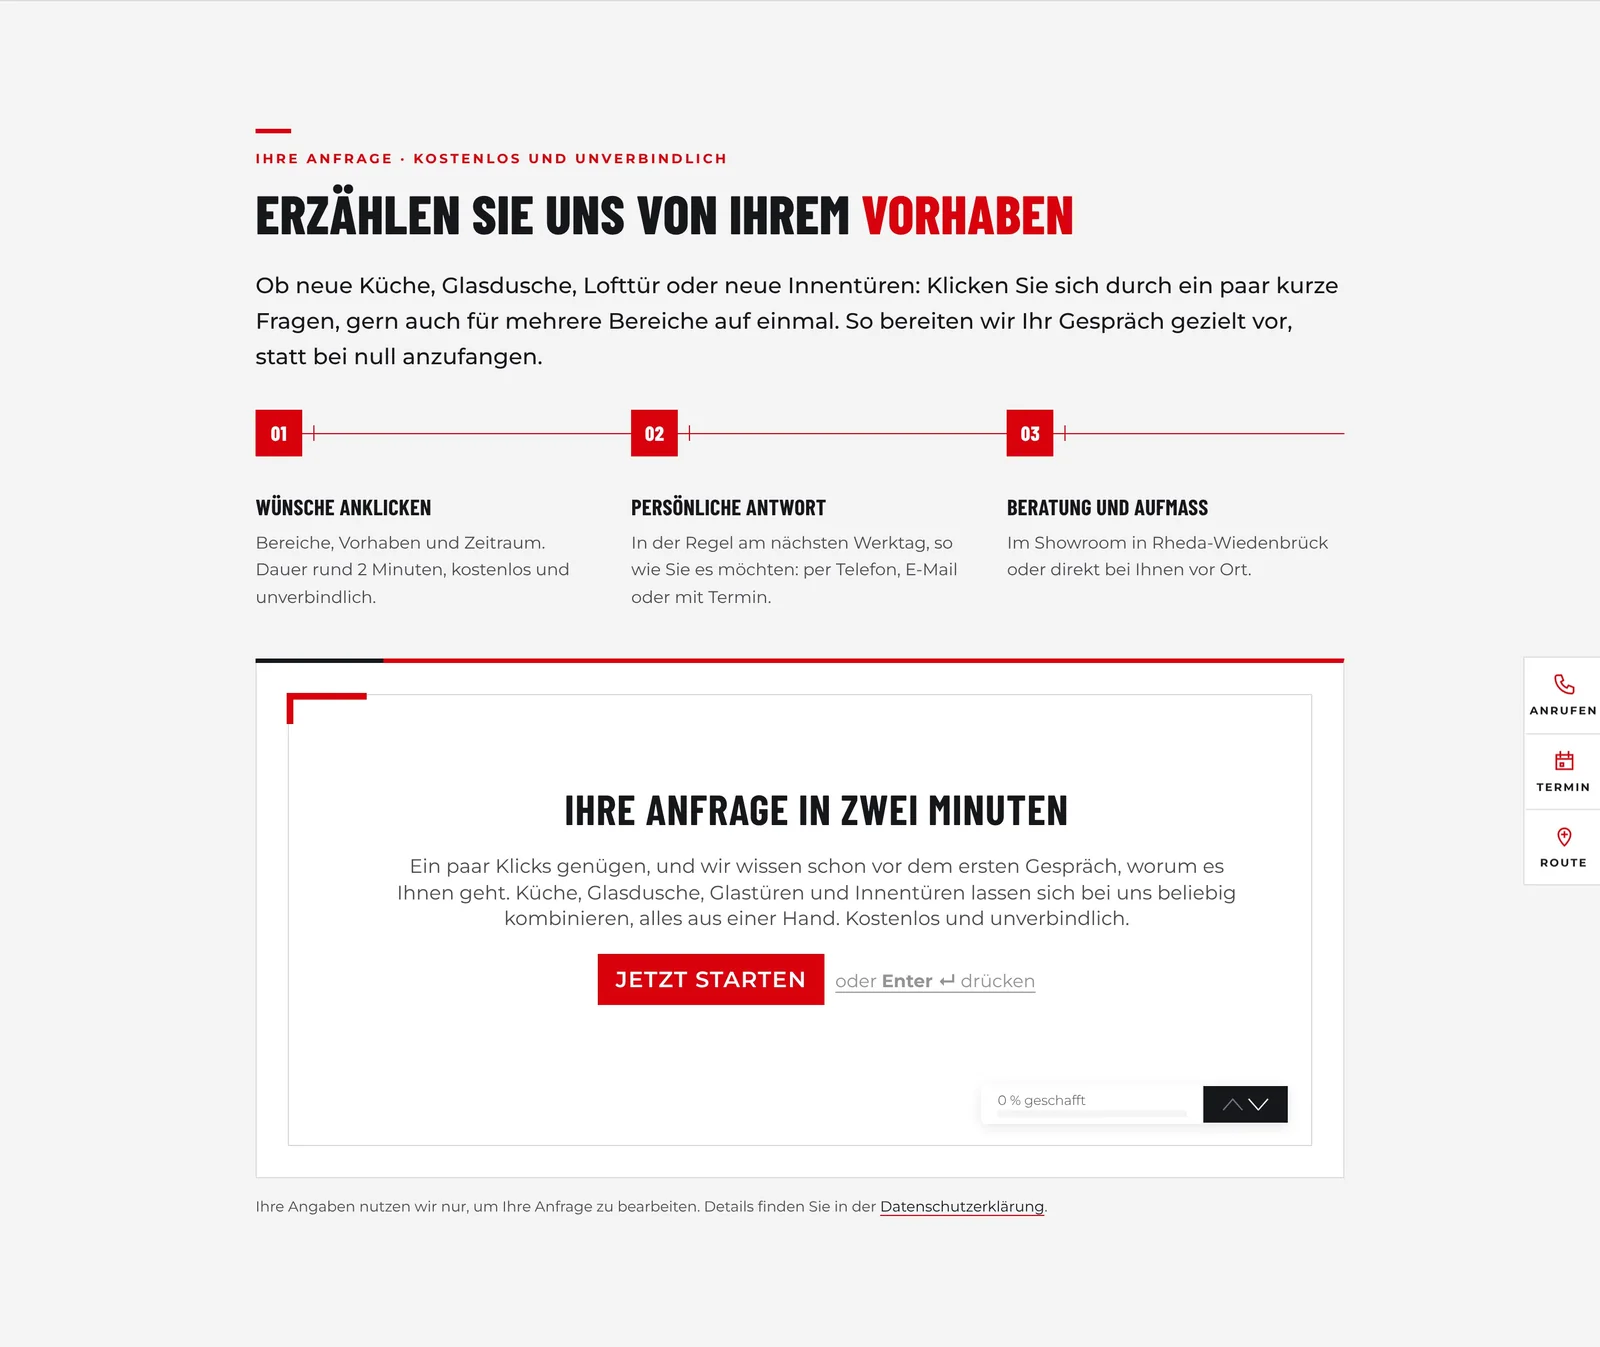 IHRE ANFRAGE · KOSTENLOS UND UNVERBINDLICH
ERZÄHLEN SIE UNS VON IHREM VORHABEN
Ob neue Küche, Glasdusche, Lofttür oder neue Innentüren: Klicken Sie sich durch ein paar kurze
Fragen, gern auch für mehrere Bereiche auf einmal. So bereiten wir Ihr Gespräch gezielt vor,
statt bei null anzufangen.
01
WÜNSCHE ANKLICKEN
Bereiche, Vorhaben und Zeitraum.
Dauer rund 2 Minuten, kostenlos und
unverbindlich.
02
PERSÖNLICHE ANTWORT
In der Regel am nächsten Werktag, so
wie Sie es möchten: per Telefon, E-Mail
oder mit Termin.
03
BERATUNG UND AUFMASS
Im Showroom in Rheda-Wiedenbrück
oder direkt bei Ihnen vor Ort.
IHRE ANFRAGE IN ZWEI MINUTEN
Ein paar Klicks genügen, und wir wissen schon vor dem ersten Gespräch, worum es
Ihnen geht. Küche, Glasdusche, Glastüren und Innentüren lassen sich bei uns beliebig
kombinieren, alles aus einer Hand. Kostenlos und unverbindlich.
JETZT STARTEN
oder Enter ↵ drücken
0 % geschafft
Ihre Angaben nutzen wir nur, um Ihre Anfrage zu bearbeiten. Details finden Sie in der Datenschutzerklärung.
ANRUFEN
TERMIN
ROUTE